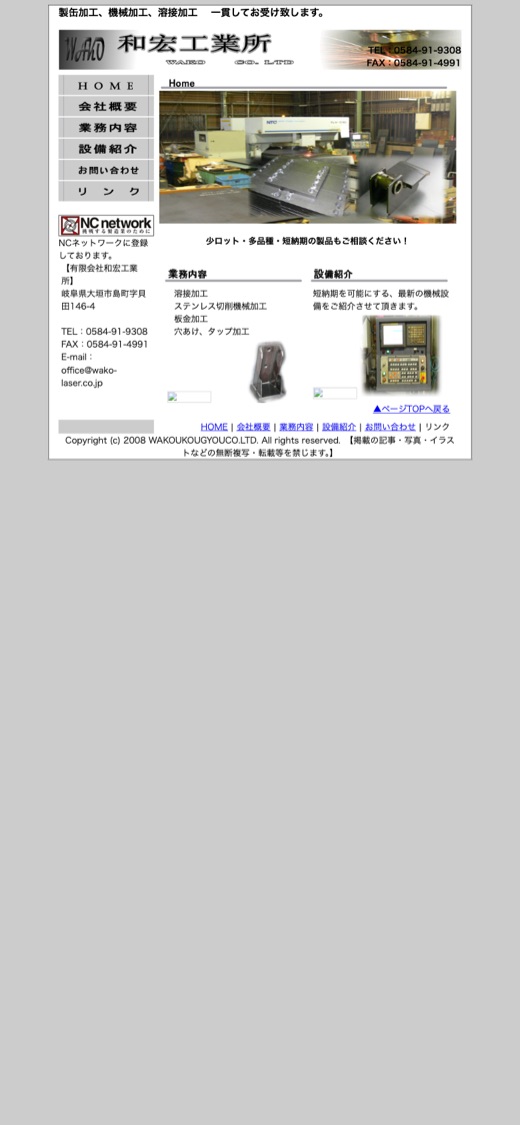 製缶加工、機械加工、溶接加工　一貫してお受け致します。
WAKO 和宏工業所
WAKO CO. LTD
TEL：0584-91-9308
FAX：0584-91-4991
HOME
会社概要
業務内容
設備紹介
お問い合わせ
リンク
NC network
挑戦する製造業のために
NCネットワークに登録
しております。
【有限会社和宏工業
所】
岐阜県大垣市島町字貝
田146-4
TEL：0584-91-9308
FAX：0584-91-4991
E-mail：
office@wako-
laser.co.jp
Home
少ロット・多品種・短納期の製品もご相談ください！
業務内容
溶接加工
ステンレス切削機械加工
板金加工
穴あけ、タップ加工
設備紹介
短納期を可能にする、最新の機械設
備をご紹介させて頂きます。
▲ページTOPへ戻る
HOME | 会社概要 | 業務内容 | 設備紹介 | お問い合わせ | リンク
Copyright (c) 2008 WAKOUKOUGYOUCO.LTD. All rights reserved. 【掲載の記事・写真・イラス
トなどの無断複写・転載等を禁じます。】